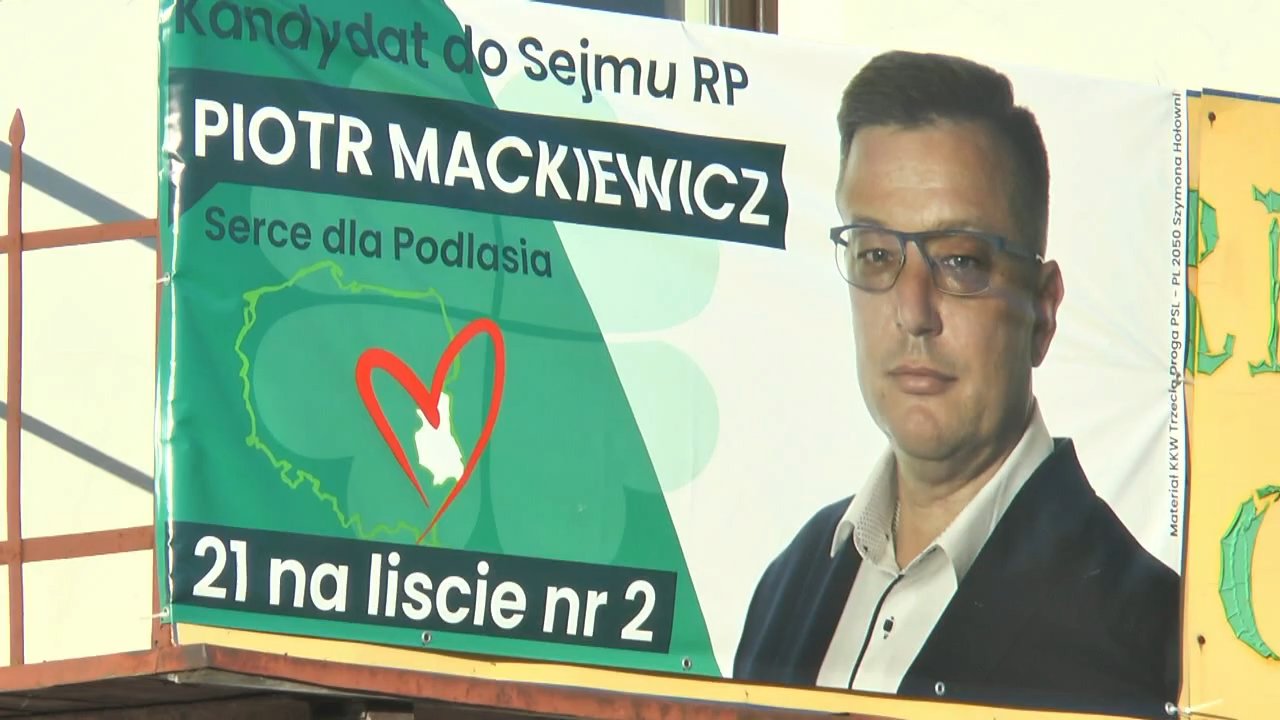 Kandydat do Sejmu RP
PIOTR MACKIEWICZ
Serce dla Podlasia
21 na liscie nr 2
Materiał KKW Trzecia Droga PSL - PL 2050 Szymona Hołowni